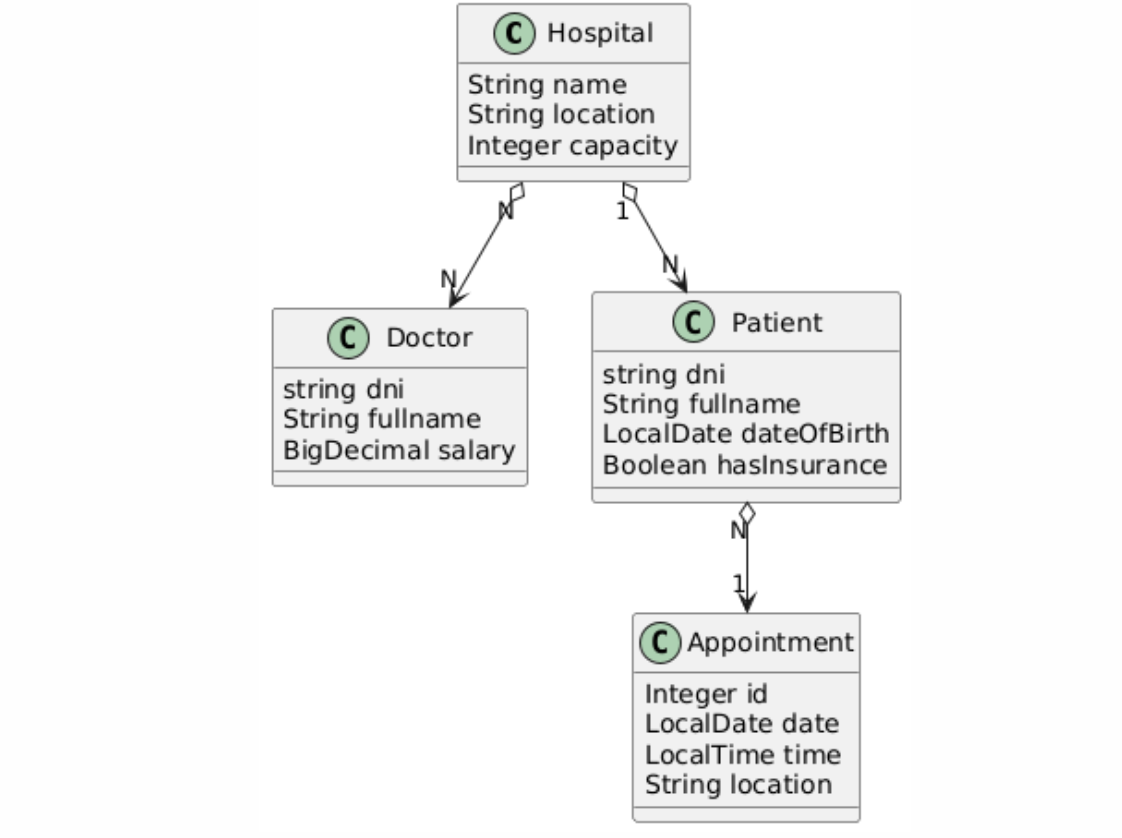 C Hospital
String name
String location
Integer capacity
N
1
N
N
C Doctor
string dni
String fullname
BigDecimal salary
C Patient
string dni
String fullname
LocalDate dateOfBirth
Boolean hasInsurance
N
1
C Appointment
Integer id
LocalDate date
LocalTime time
String location